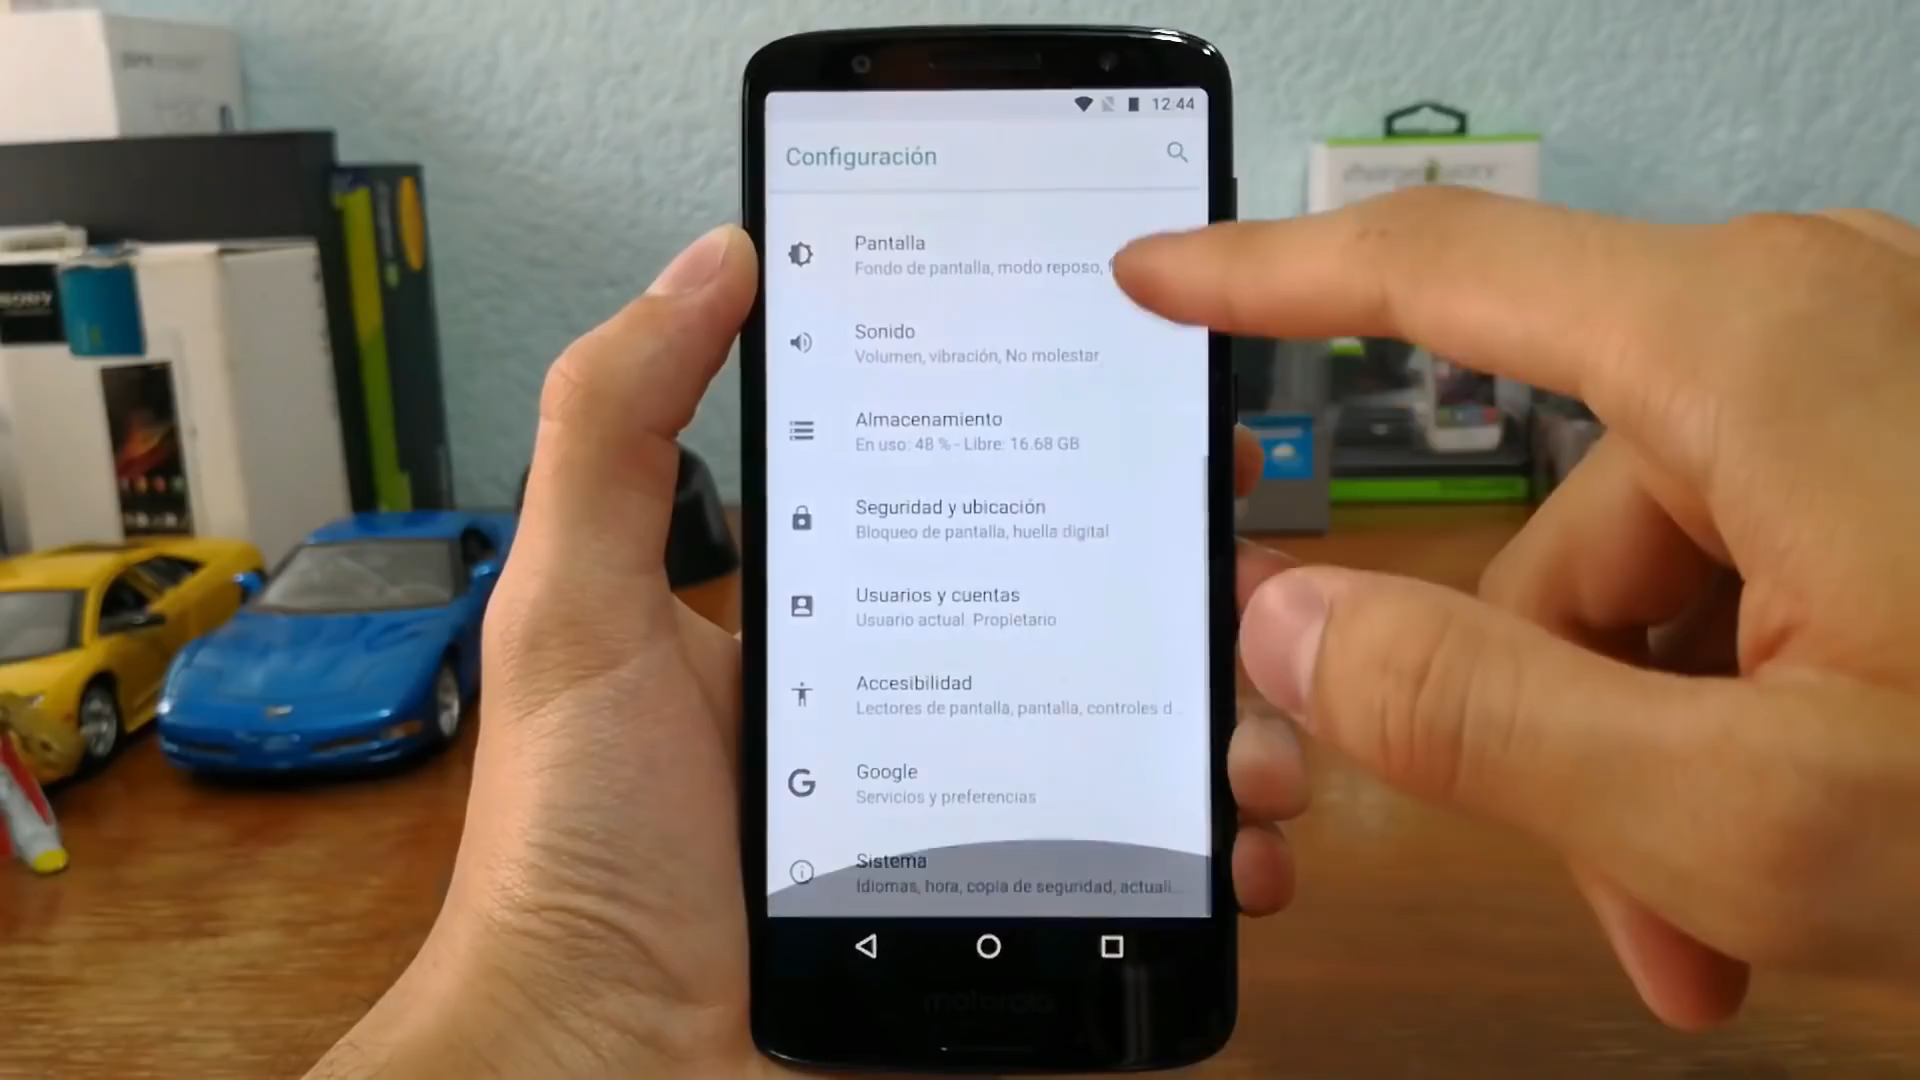 12:44
Configuración
Pantalla
Fondo de pantalla, modo reposo,
Sonido
Volumen, vibración, No molestar
Almacenamiento
En uso: 48 % - Libre: 16.68 GB
Seguridad y ubicación
Bloqueo de pantalla, huella digital
Usuarios y cuentas
Usuario actual: Propietario
Accesibilidad
Lectores de pantalla, pantalla, controles d...
Google
Servicios y preferencias
Sistema
Idiomas, hora, copia de seguridad, actuali...
motorola